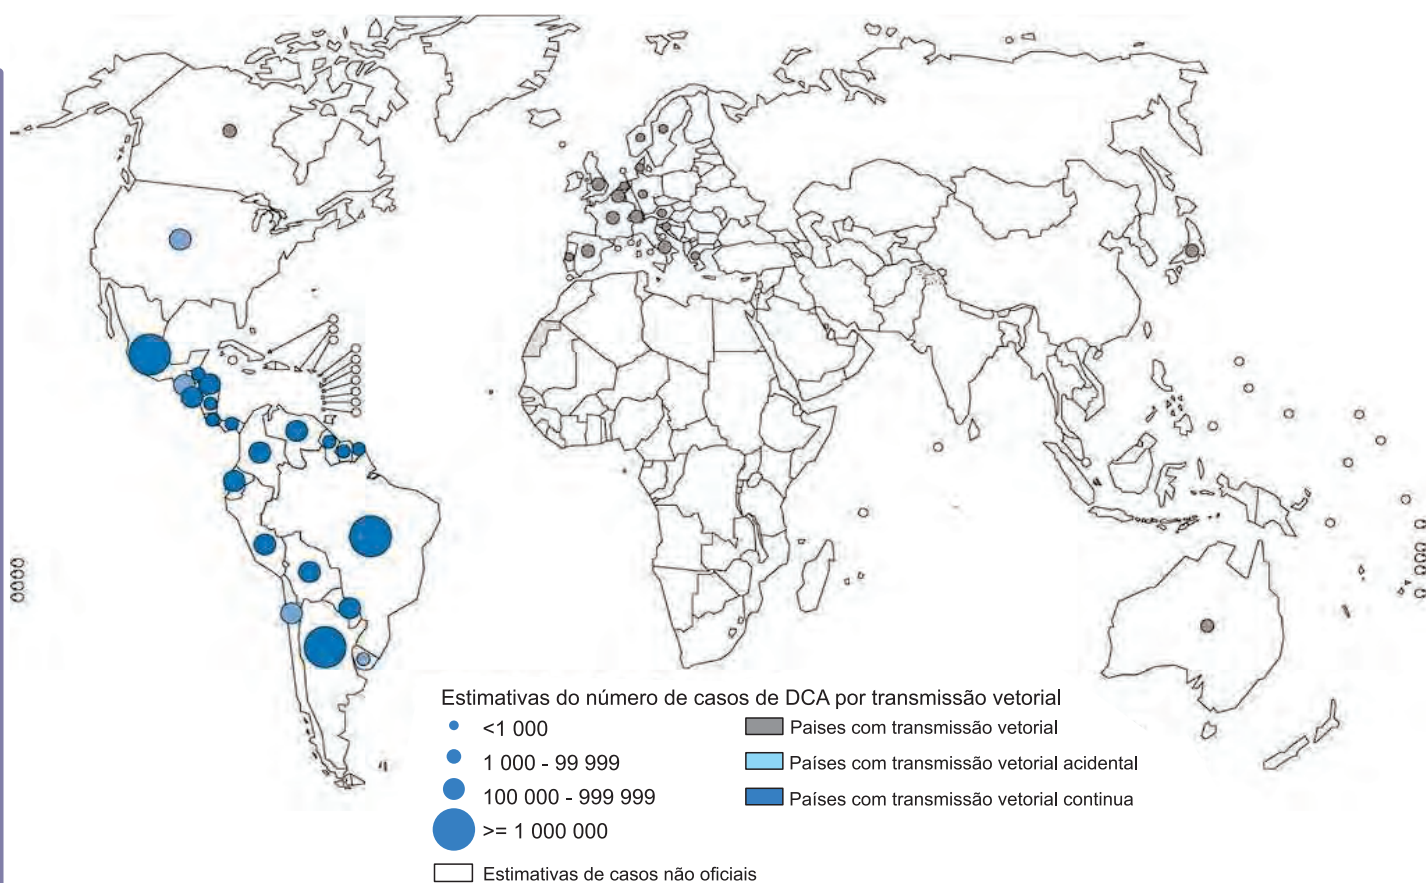 Estimativas do número de casos de DCA por transmissão vetorial
<1 000
1 000 - 99 999
100 000 - 999 999
>= 1 000 000
Estimativas de casos não oficiais
Paises com transmissão vetorial
Países com transmissão vetorial acidental
Países com transmissão vetorial continua